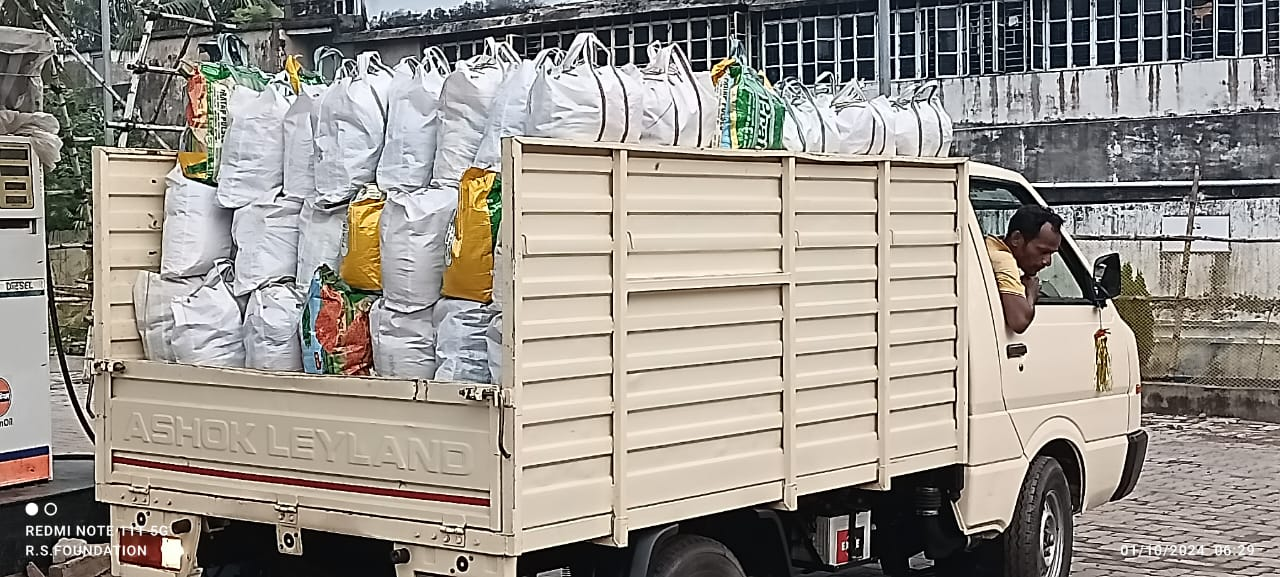 DIESEL
ASHOK LEYLAND
REDMI NOTE 11T 5G
R.S.FOUNDATION
01/10/2024 06:29